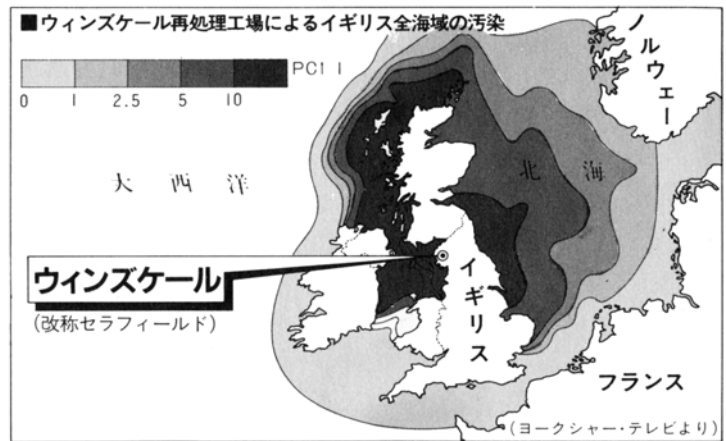 ■ウィンズケール再処理工場によるイギリス全海域の汚染
PCI l
0 1 2.5 5 10
ノルウェー
大西洋
北海
ウィンズケール
(改称セラフィールド)
イギリス
フランス
(ヨークシャー・テレビより)